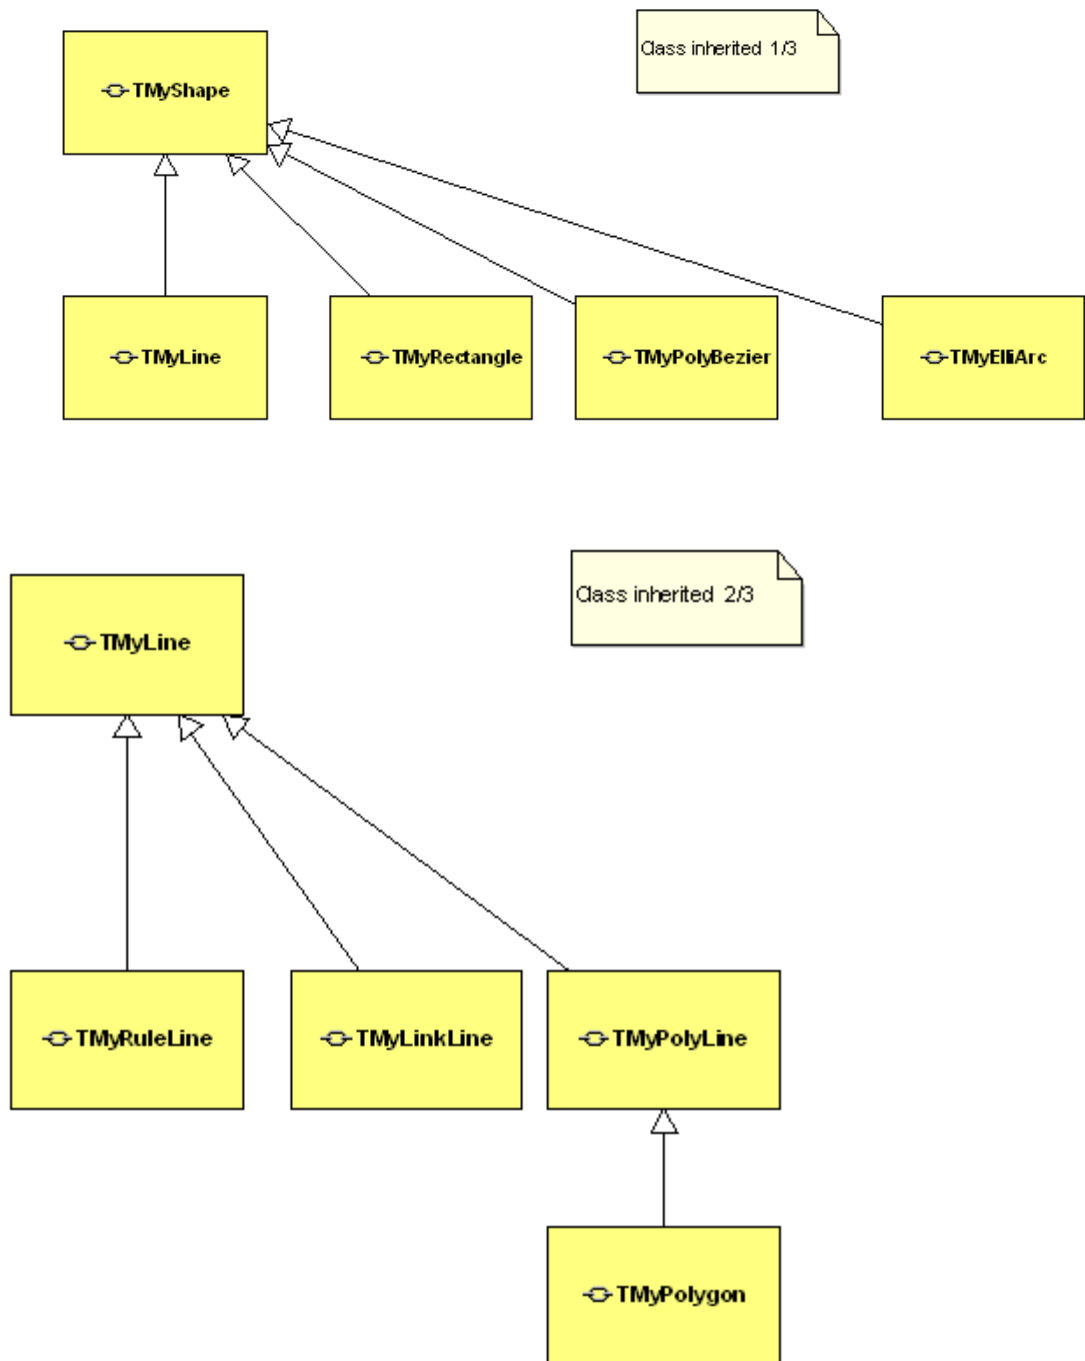 Class inherited 1/3
TMyShape
TMyLine
TMyRectangle
TMyPolyBezier
TMyElliArc
Class inherited 2/3
TMyLine
TMyRuleLine
TMyLinkLine
TMyPolyLine
TMyPolygon